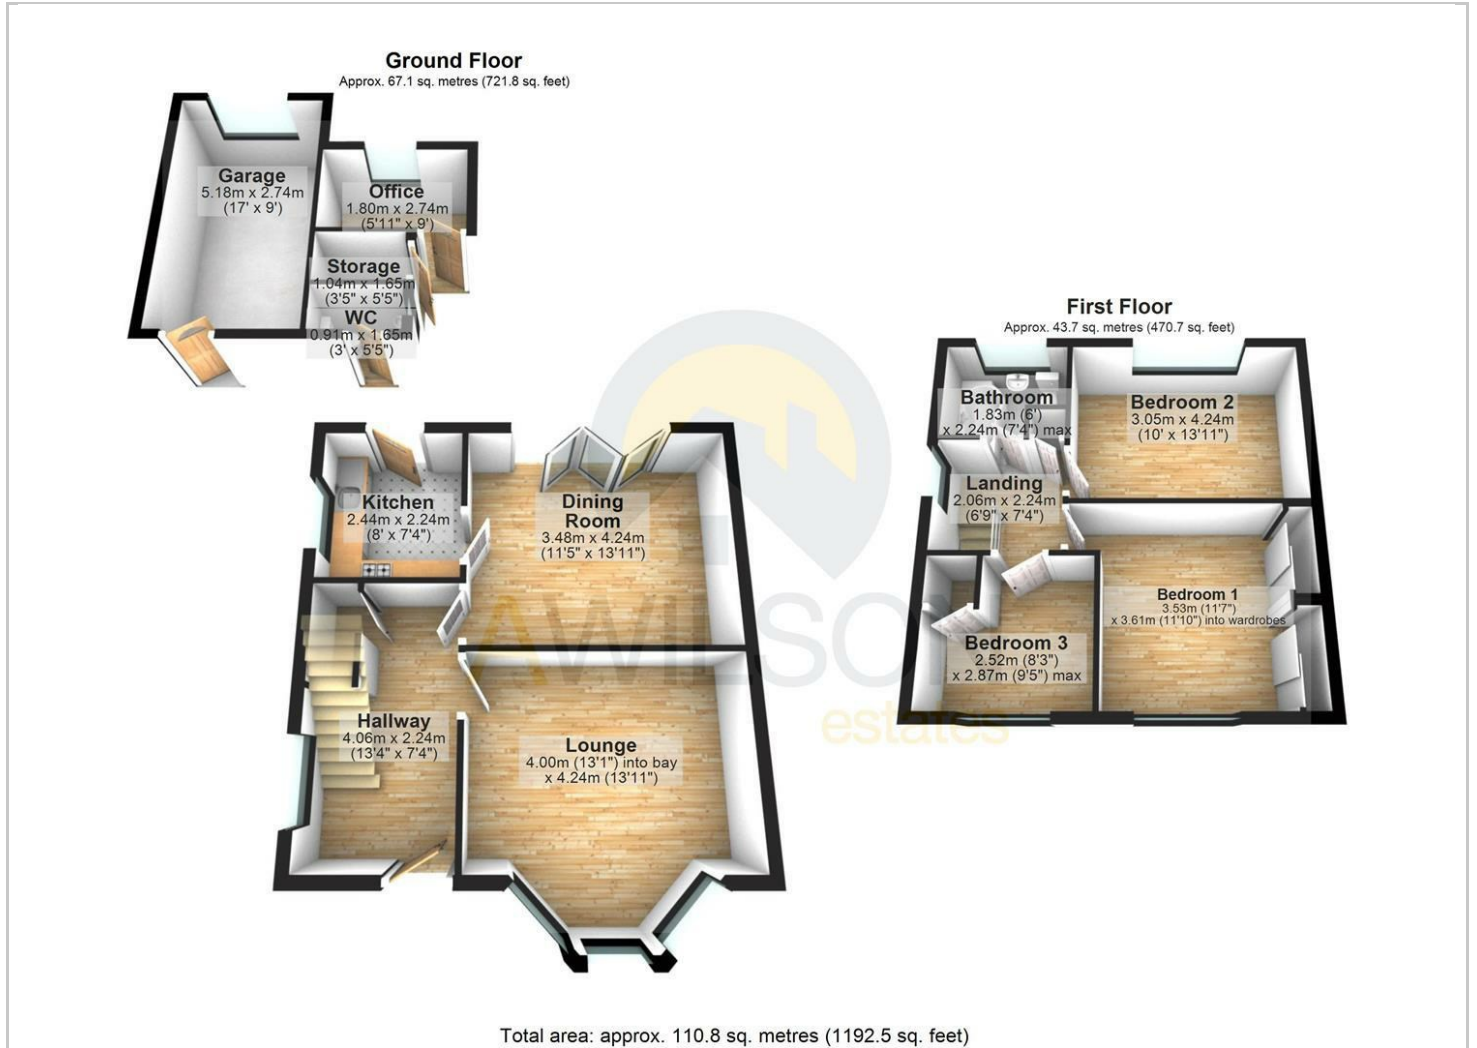 Ground Floor
Approx. 67.1 sq. metres (721.8 sq. feet)
Garage
5.18m x 2.74m
(17' x 9')
Office
1.80m x 2.74m
(5'11" x 9')
Storage
1.04m x 1.65m
(3'5" x 5'5")
WC
0.91m x 1.65m
(3' x 5'5")
Kitchen
2.44m x 2.24m
(8' x 7'4")
Dining
Room
3.48m x 4.24m
(11'5" x 13'11")
Hallway
4.06m x 2.24m
(13'4" x 7'4")
Lounge
4.00m (13'1") into bay
x 4.24m (13'11")
First Floor
Approx. 43.7 sq. metres (470.7 sq. feet)
Bathroom
1.83m (6')
x 2.24m (7'4") max
Bedroom 2
3.05m x 4.24m
(10' x 13'11")
Landing
2.06m x 2.24m
(6'9" x 7'4")
Bedroom 1
3.53m (11'7")
x 3.61m (11'10") into wardrobes
Bedroom 3
2.52m (8'3")
x 2.87m (9'5") max
AWILSON
estates
Total area: approx. 110.8 sq. metres (1192.5 sq. feet)